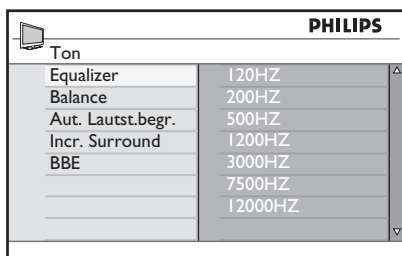 PHILIPS
Ton
Equalizer 120HZ
Balance 200HZ
Aut. Lautst.begr. 500HZ
Incr. Surround 1200HZ
BBE 3000HZ
7500HZ
12000HZ